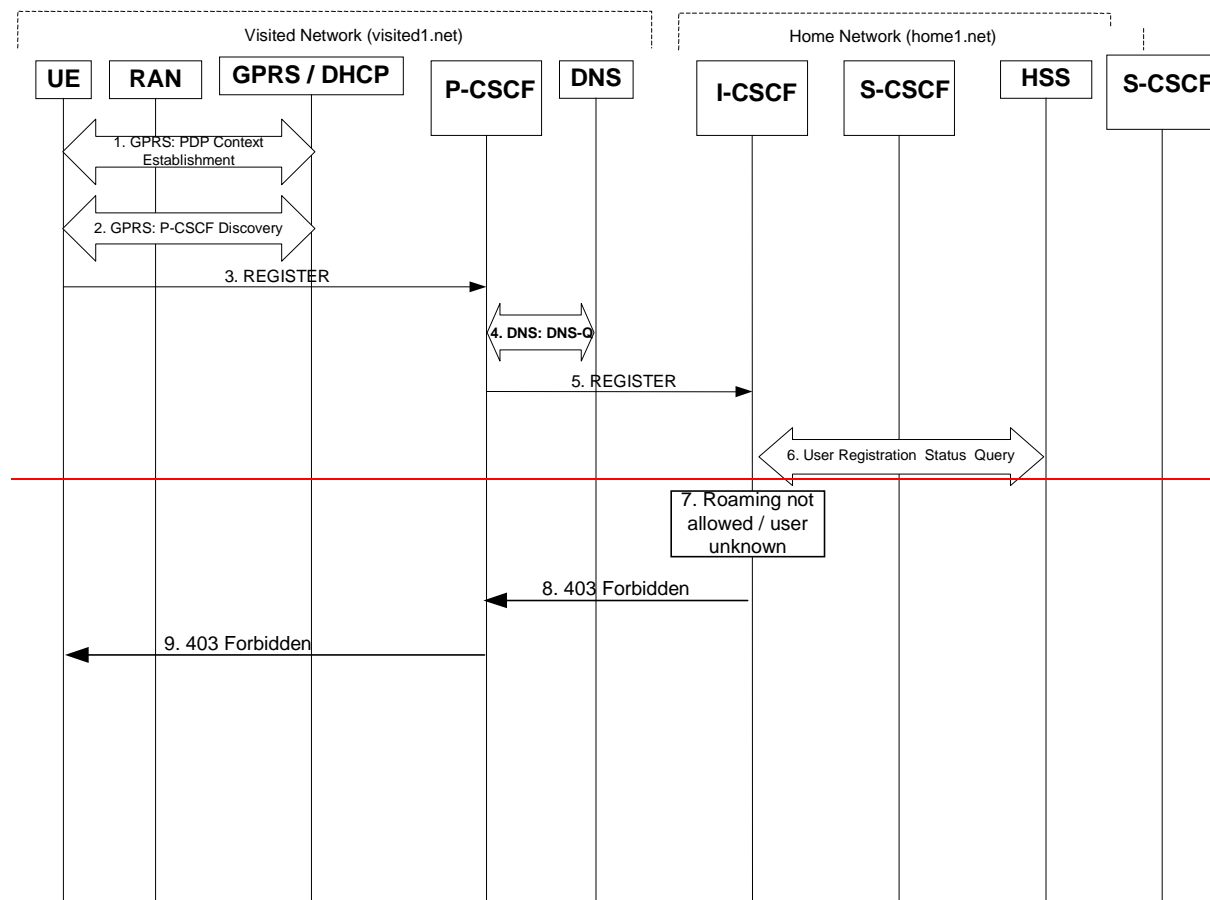 Visited Network (visited1.net)
Home Network (home1.net)
UE
RAN
GPRS / DHCP
P-CSCF
DNS
I-CSCF
S-CSCF
HSS
S-CSCF
1. GPRS: PDP Context
Establishment
2. GPRS: P-CSCF Discovery
3. REGISTER
4. DNS: DNS-Q
5. REGISTER
6. User Registration Status Query
7. Roaming not
allowed / user
unknown
8. 403 Forbidden
9. 403 Forbidden